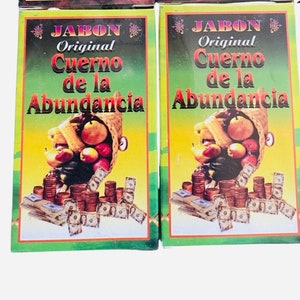 JABON
Original
Cuerno
de la
Abundancia
JABON
Original
Cuerno
de la
Abundancia